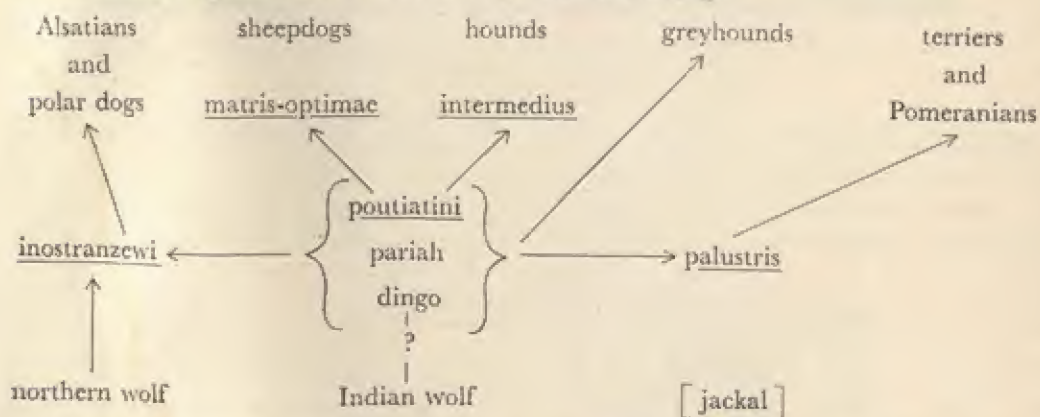 Alsatians sheepdogs hounds greyhounds terriers
and and
polar dogs matris-optimae intermedius Pomeranians
poutiatini
inostranzewi pariah palustris
dingo
?
northern wolf Indian wolf [jackal]